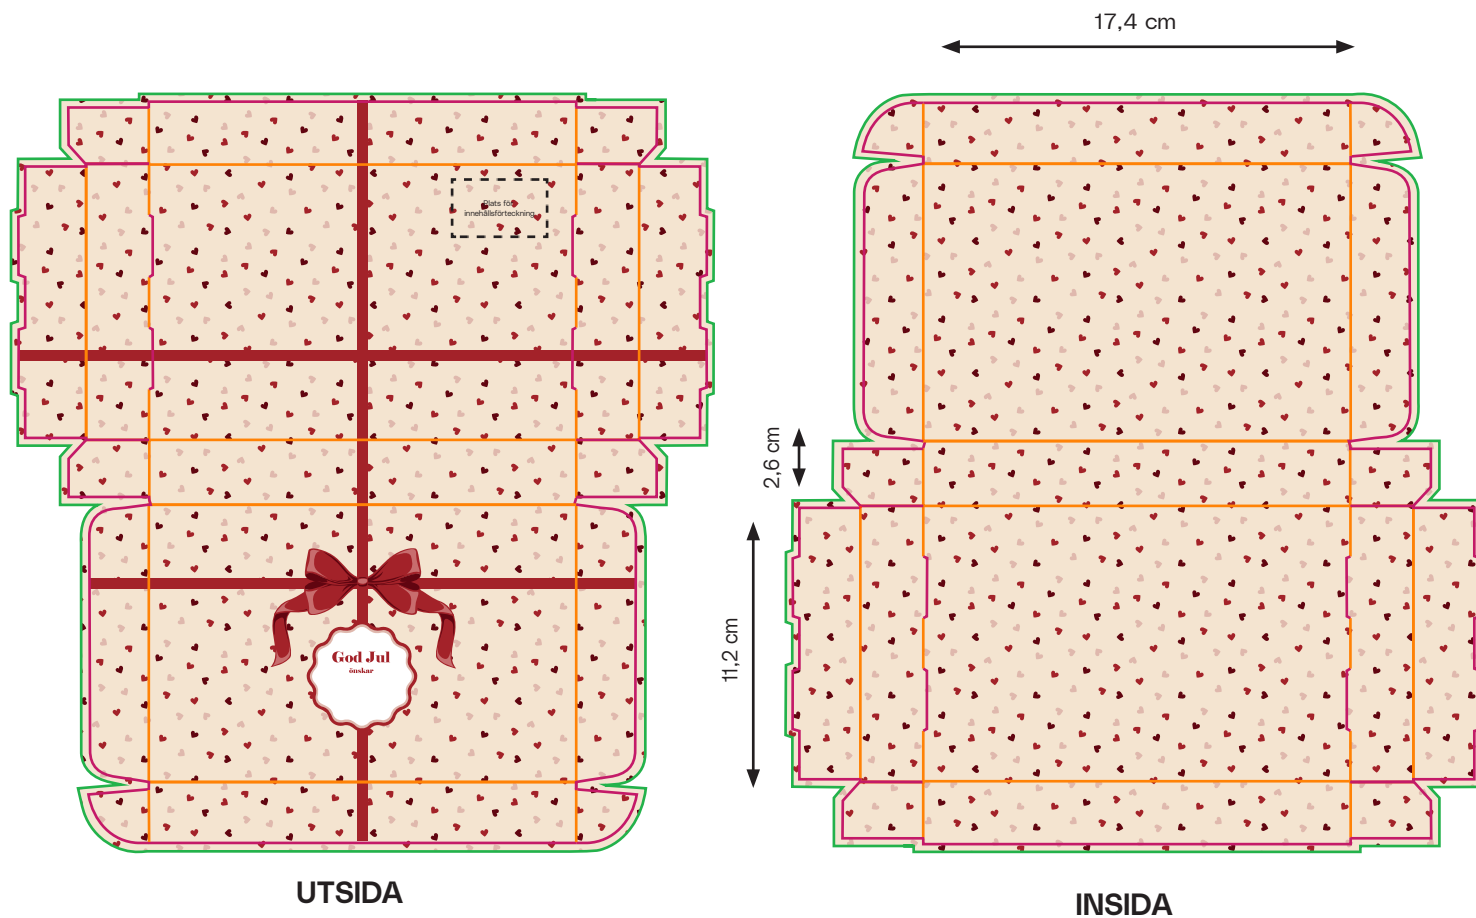 17,4 cm
Plats för
innehållsförteckning
2,6 cm
11,2 cm
God Jul
önskar
UTSIDA
INSIDA